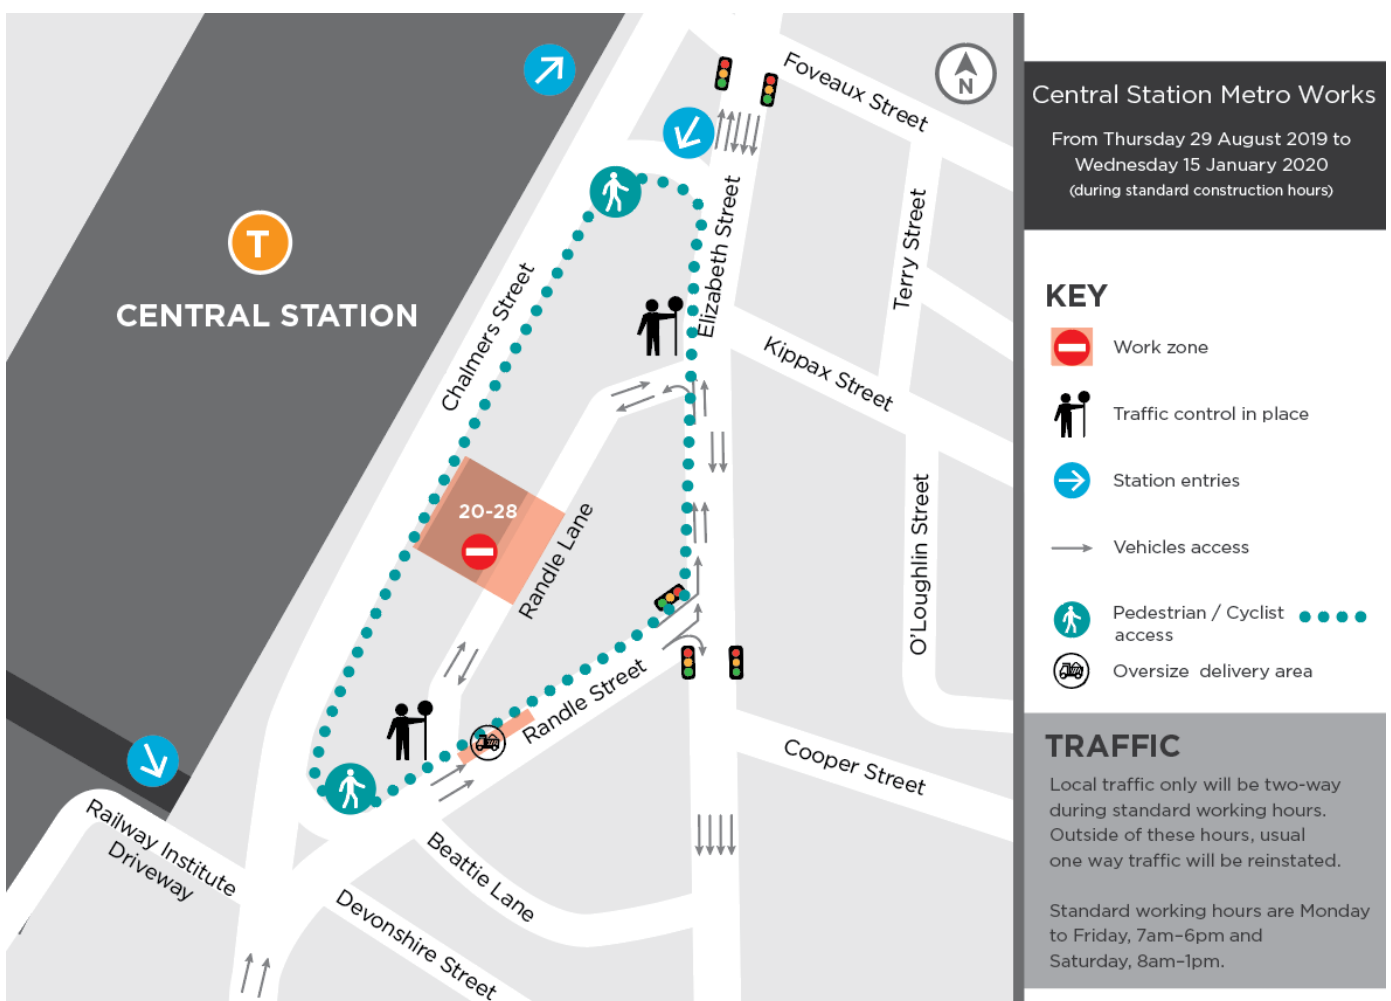 Foveaux Street
N
Central Station Metro Works
From Thursday 29 August 2019 to
Wednesday 15 January 2020
(during standard construction hours)
T
CENTRAL STATION
Chalmers Street
Elizabeth Street
Terry Street
Kippax Street
20-28
Randle Lane
O'Loughlin Street
Randle Street
Cooper Street
Railway Institute
Driveway
Beattie Lane
Devonshire Street
KEY
Work zone
Traffic control in place
Station entries
Vehicles access
Pedestrian / Cyclist
access
Oversize delivery area
TRAFFIC
Local traffic only will be two-way
during standard working hours.
Outside of these hours, usual
one way traffic will be reinstated.
Standard working hours are Monday
to Friday, 7am–6pm and
Saturday, 8am–1pm.